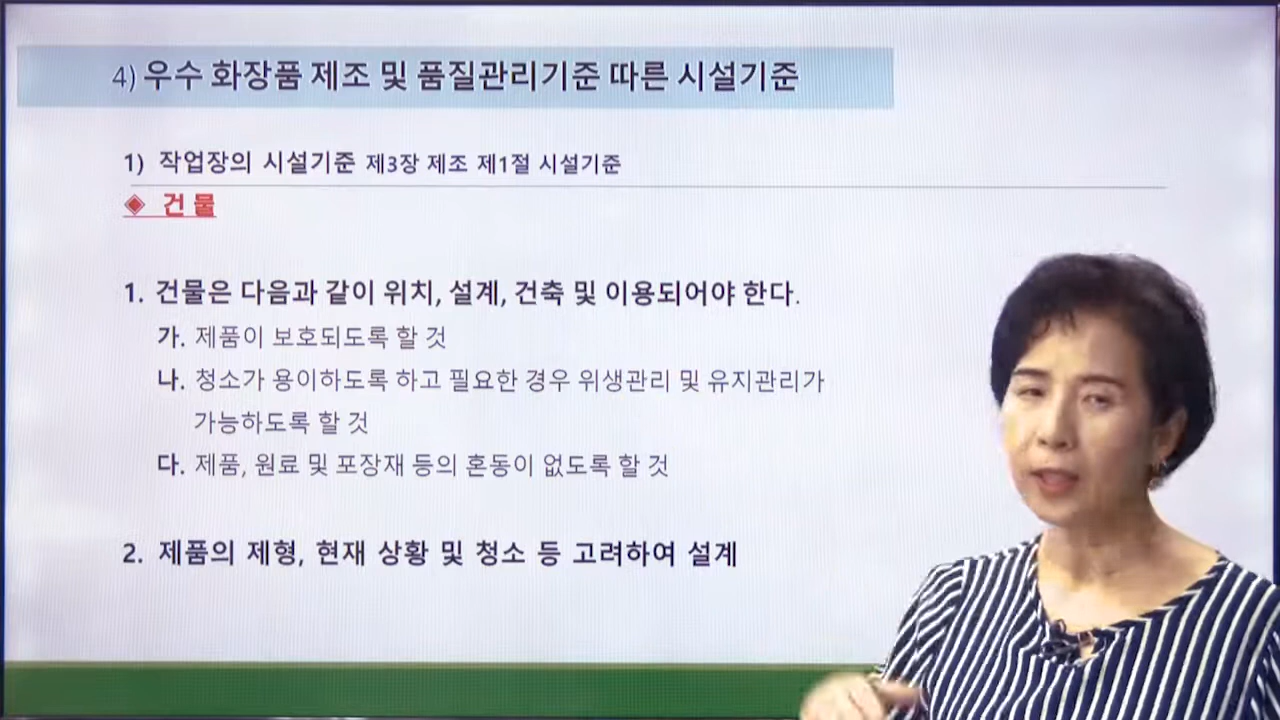 4) 우수 화장품 제조 및 품질관리기준 따른 시설기준
1) 작업장의 시설기준 제3장 제조 제1절 시설기준
◈ 건 물
1. 건물은 다음과 같이 위치, 설계, 건축 및 이용되어야 한다.
가. 제품이 보호되도록 할 것
나. 청소가 용이하도록 하고 필요한 경우 위생관리 및 유지관리가
가능하도록 할 것
다. 제품, 원료 및 포장재 등의 혼동이 없도록 할 것
2. 제품의 제형, 현재 상황 및 청소 등 고려하여 설계